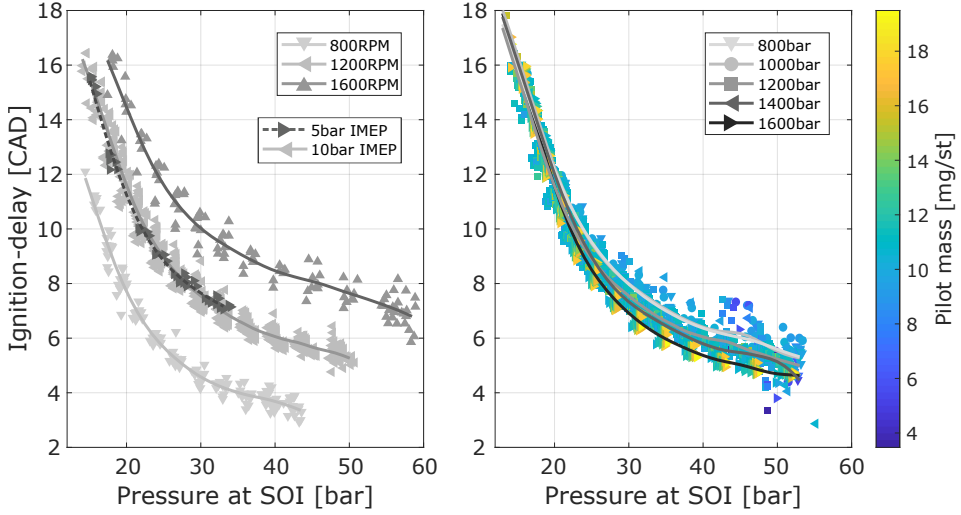 18
16
14
12
10
8
6
4
2
20
30
40
50
60
Ignition-delay [CAD]
Pressure at SOI [bar]
800RPM
1200RPM
1600RPM
5bar IMEP
10bar IMEP
18
16
14
12
10
8
6
4
2
20
30
40
50
60
Pressure at SOI [bar]
800bar
1000bar
1200bar
1400bar
1600bar
18
16
14
12
10
8
6
4
Pilot mass [mg/st]